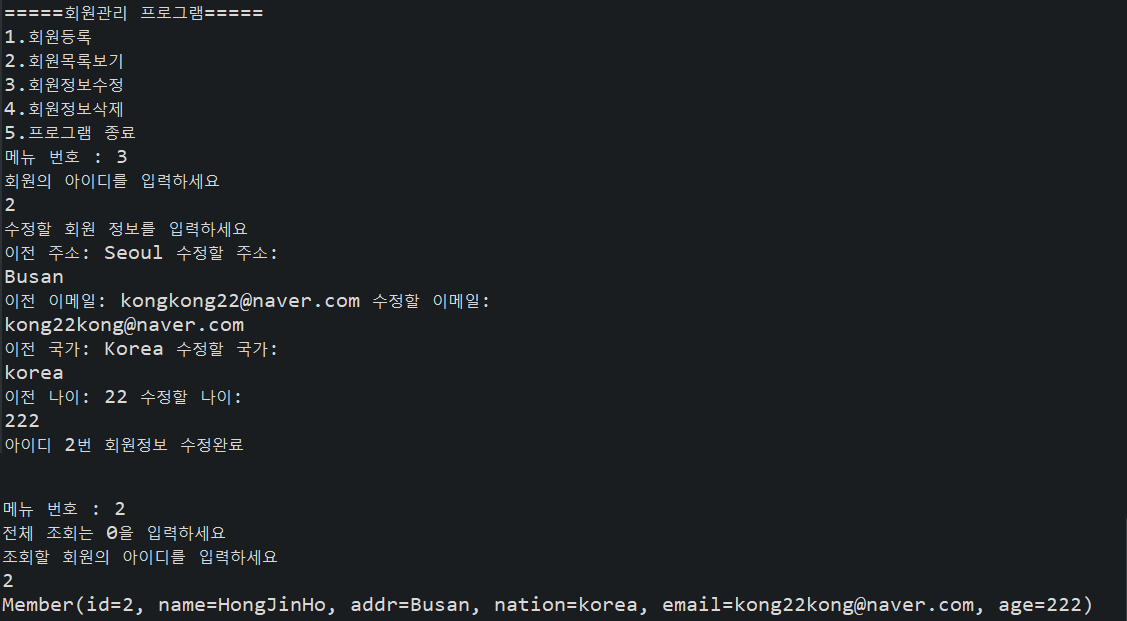 =====회원관리 프로그램=====
1.회원등록
2.회원목록보기
3.회원정보수정
4.회원정보삭제
5.프로그램 종료
메뉴 번호 : 3
회원의 아이디를 입력하세요
2
수정할 회원 정보를 입력하세요
이전 주소: Seoul 수정할 주소:
Busan
이전 이메일: kongkong22@naver.com 수정할 이메일:
kong22kong@naver.com
이전 국가: Korea 수정할 국가:
korea
이전 나이: 22 수정할 나이:
222
아이디 2번 회원정보 수정완료
메뉴 번호 : 2
전체 조회는 0을 입력하세요
조회할 회원의 아이디를 입력하세요
2
Member(id=2, name=HongJinHo, addr=Busan, nation=korea, email=kong22kong@naver.com, age=222)